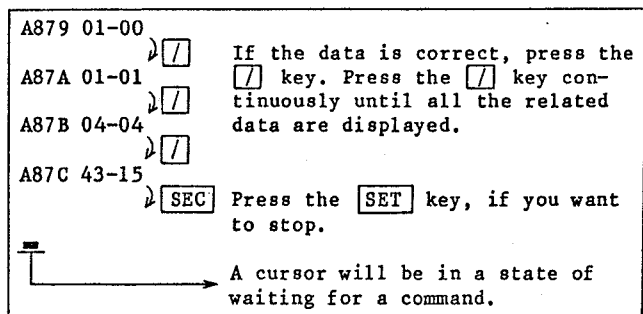 A879 01-00
/ If the data is correct, press the
A87A 01-01 / key. Press the / key con-
/ tinuously until all the related
A87B 04-04 data are displayed.
/
A87C 43-15
SEC Press the SET key, if you want
to stop.
A cursor will be in a state of
waiting for a command.